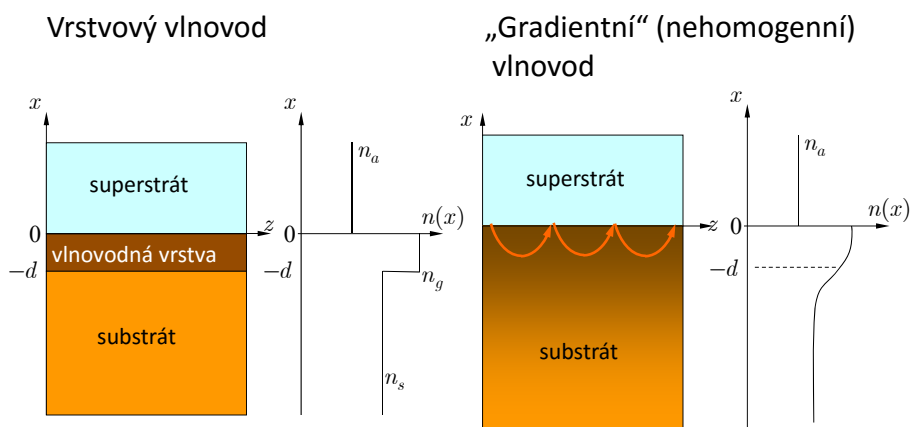 Vrstvový vlnovod
x
superstrát
0
z
vlnovodná vrstva
−d
substrát
x
n_a
n(x)
0
−d
n_g
n_s
„Gradientní“ (nehomogenní)
vlnovod
x
superstrát
z
substrát
x
n_a
n(x)
0
−d